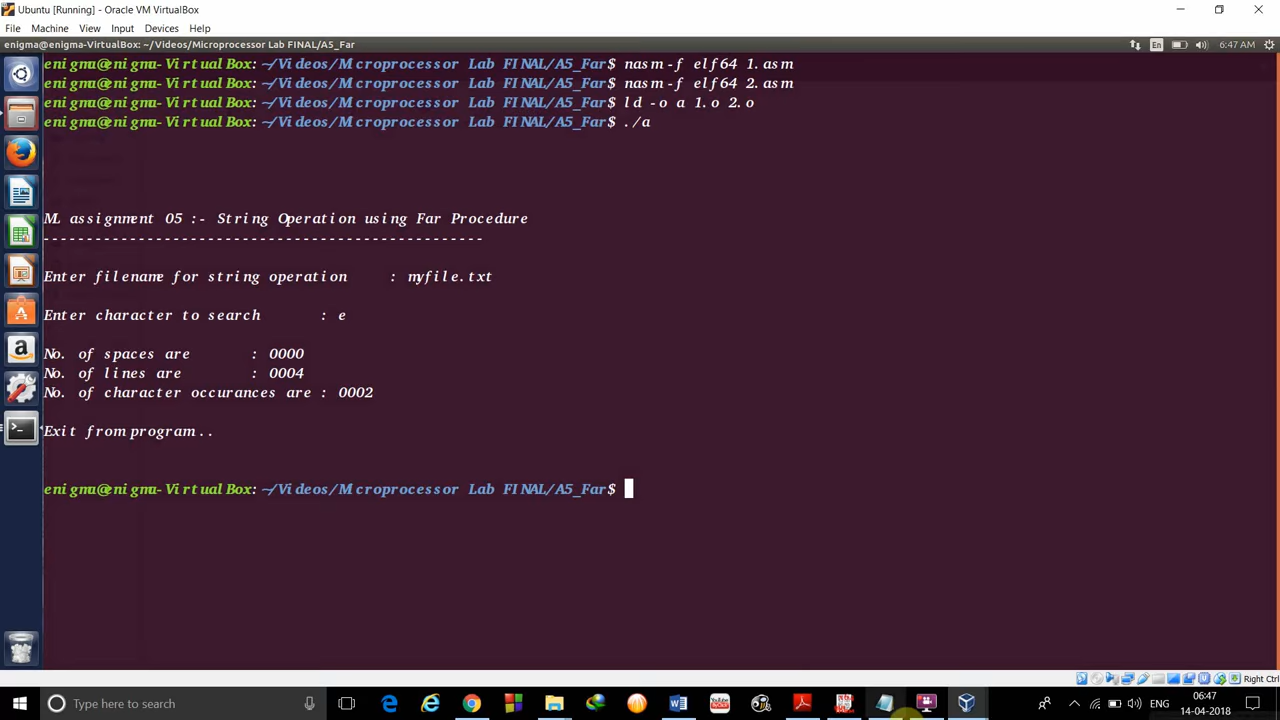 Ubuntu [Running] - Oracle VM VirtualBox
File Machine View Input Devices Help
enigma@enigma-VirtualBox: ~/Videos/Microprocessor Lab FINAL/A5_Far
En
6:47 AM
enigma@enigma-VirtualBox:~/Videos/Microprocessor Lab FINAL/A5_Far$ nasm -f elf64 1.asm
enigma@enigma-VirtualBox:~/Videos/Microprocessor Lab FINAL/A5_Far$ nasm -f elf64 2.asm
enigma@enigma-VirtualBox:~/Videos/Microprocessor Lab FINAL/A5_Far$ ld -o a 1.o 2.o
enigma@enigma-VirtualBox:~/Videos/Microprocessor Lab FINAL/A5_Far$ ./a
ML assignment 05 :- String Operation using Far Procedure
---------------------------------------------------
Enter filename for string operation : myfile.txt
Enter character to search : e
No. of spaces are : 0000
No. of lines are : 0004
No. of character occurances are : 0002
Exit from program..
enigma@enigma-VirtualBox:~/Videos/Microprocessor Lab FINAL/A5_Far$
Right Ctrl
Type here to search
ENG
06:47
14-04-2018